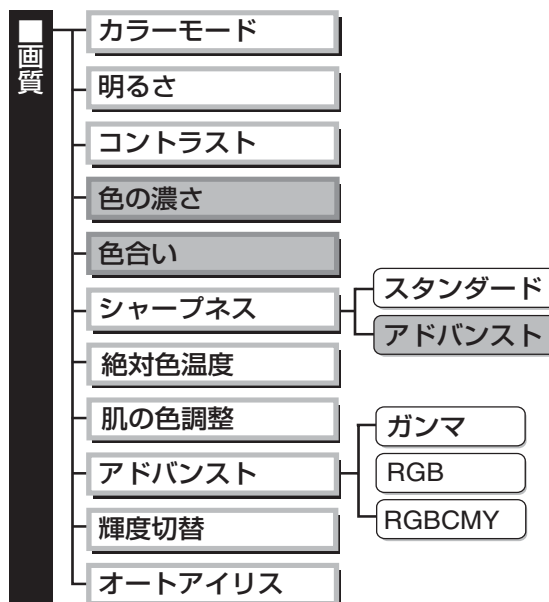 ■画質
カラーモード
明るさ
コントラスト
色の濃さ
色合い
シャープネス
スタンダード
アドバンスト
絶対色温度
肌の色調整
アドバンスト
ガンマ
RGB
RGBCMY
輝度切替
オートアイリス